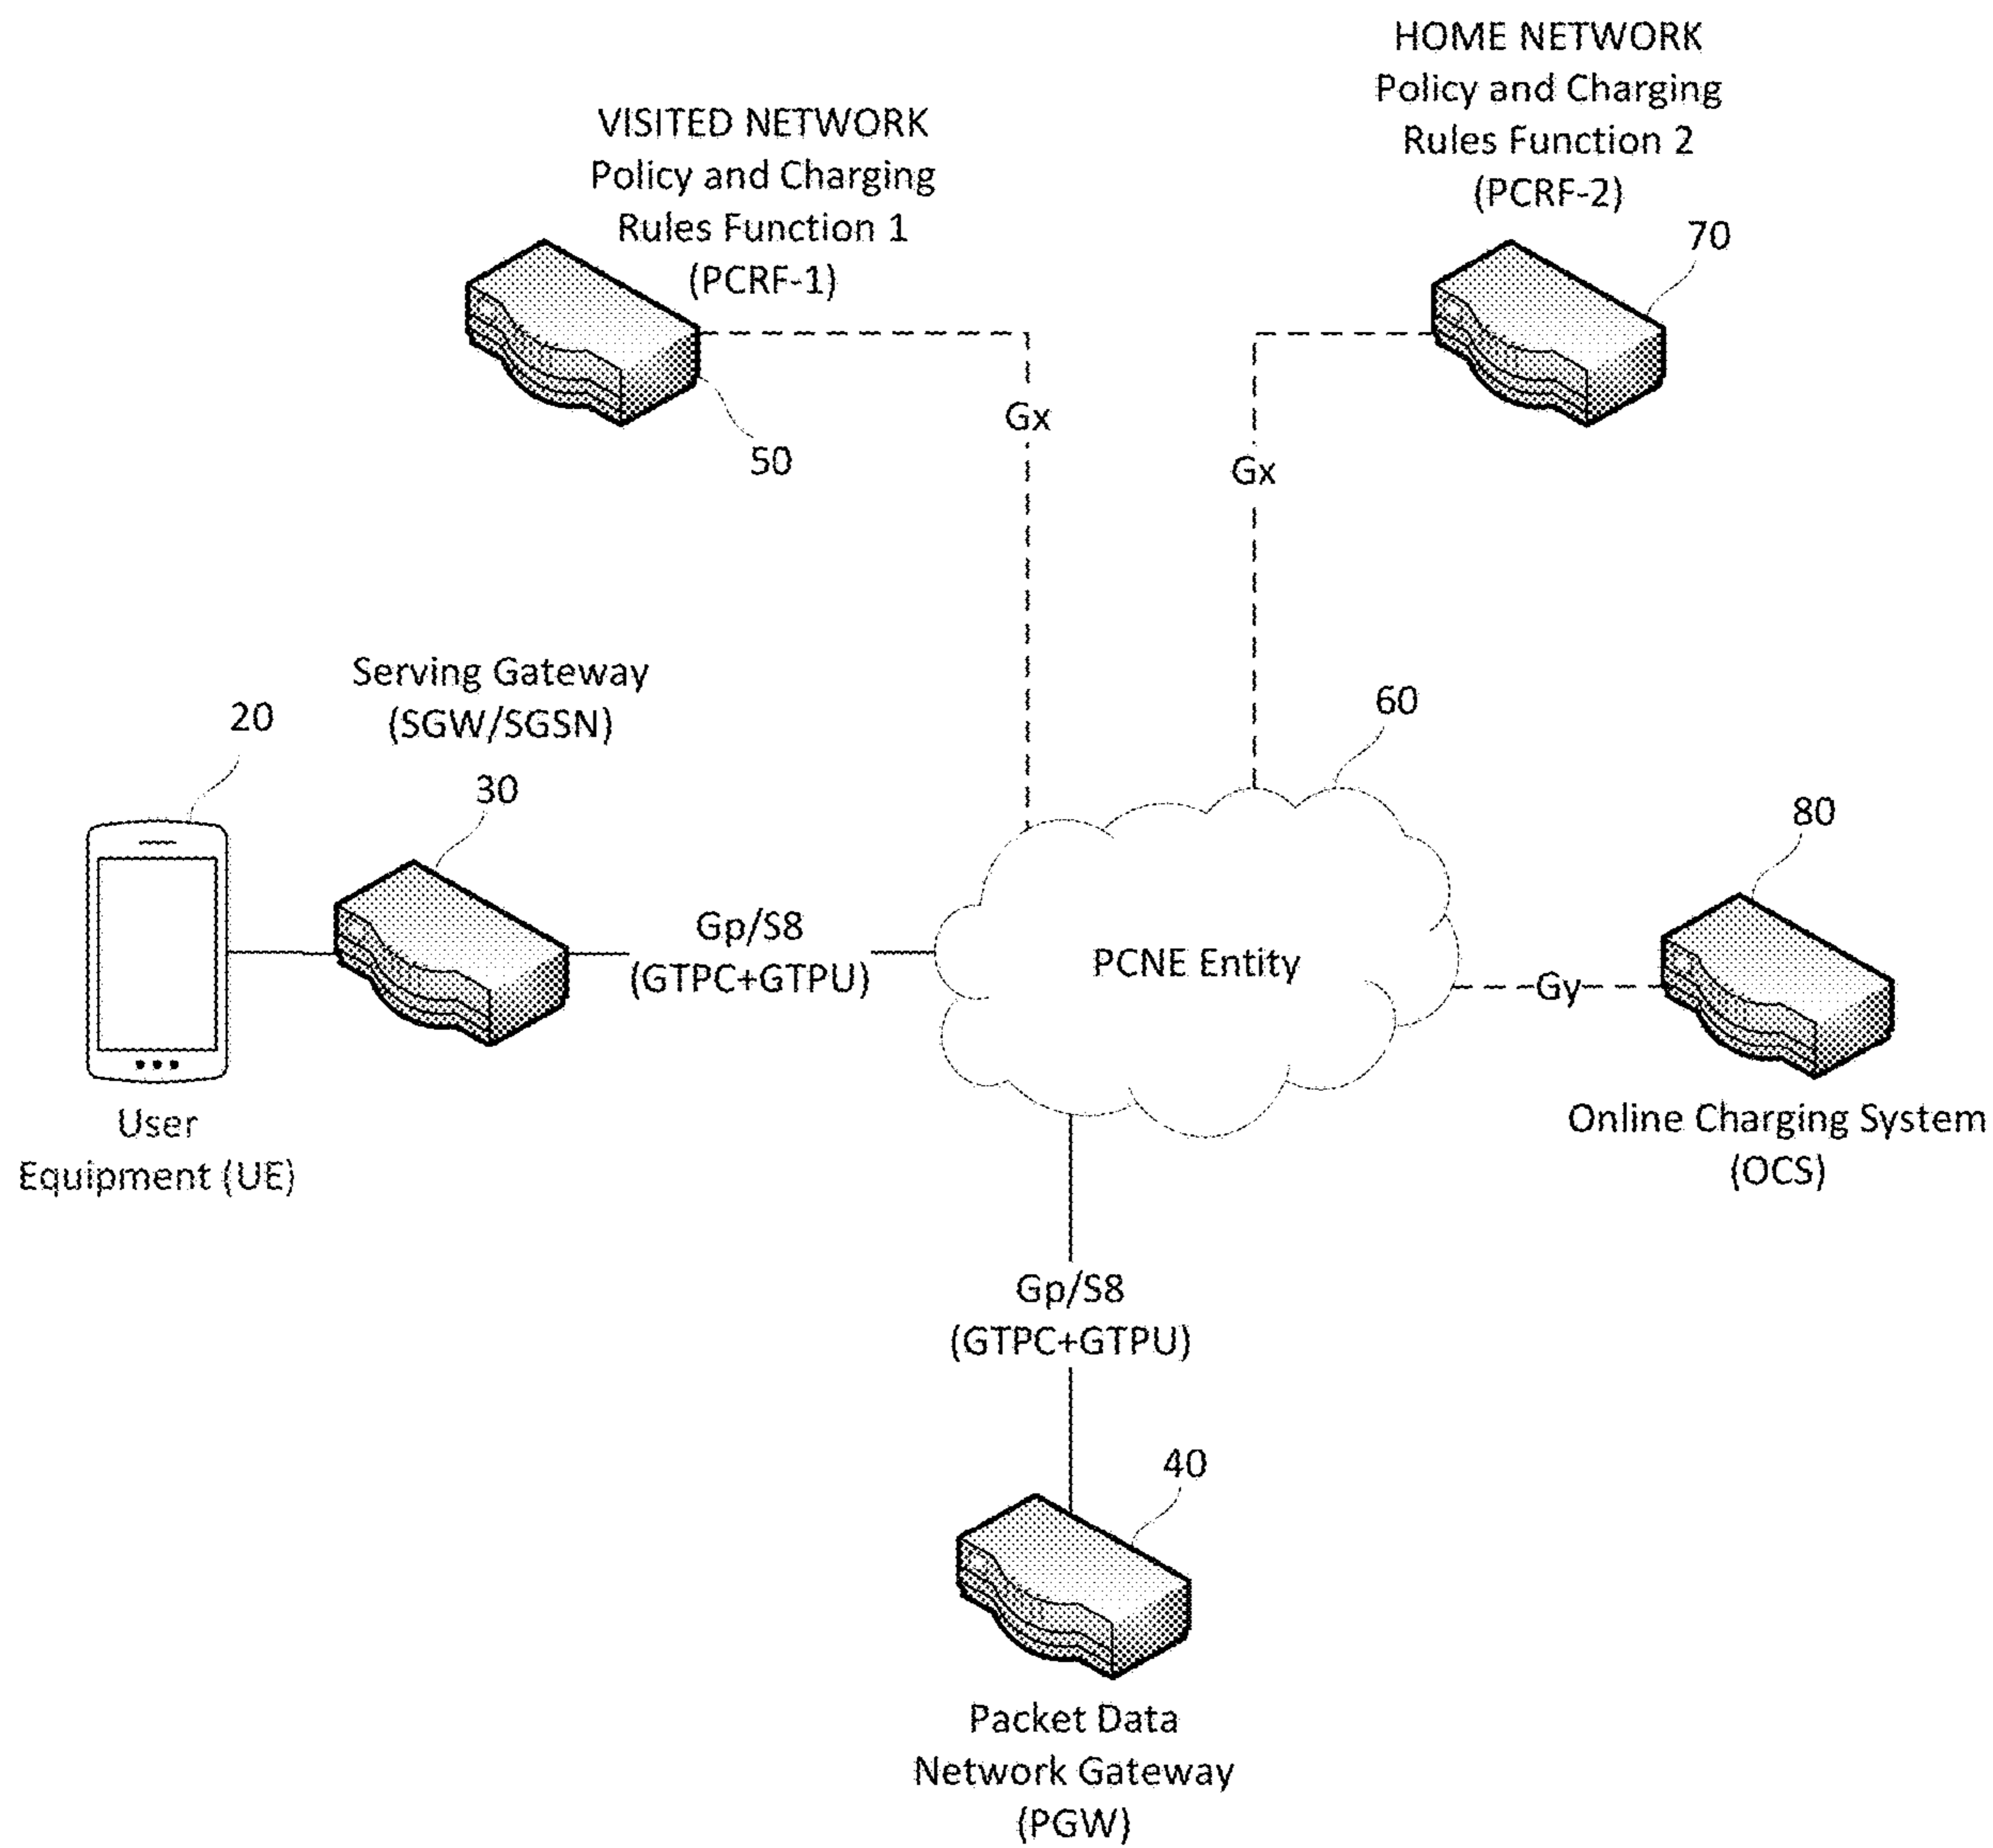 HOME NETWORK
Policy and Charging
Rules Function 2
(PCRF-2)
70
VISITED NETWORK
Policy and Charging
Rules Function 1
(PCRF-1)
50
Gx
Gx
Serving Gateway
(SGW/SGSN)
20
30
60
80
Gp/S8
(GTPC+GTPU)
PCNE Entity
Gy
User
Equipment (UE)
Online Charging System
(OCS)
Gp/S8
(GTPC+GTPU)
40
Packet Data
Network Gateway
(PGW)